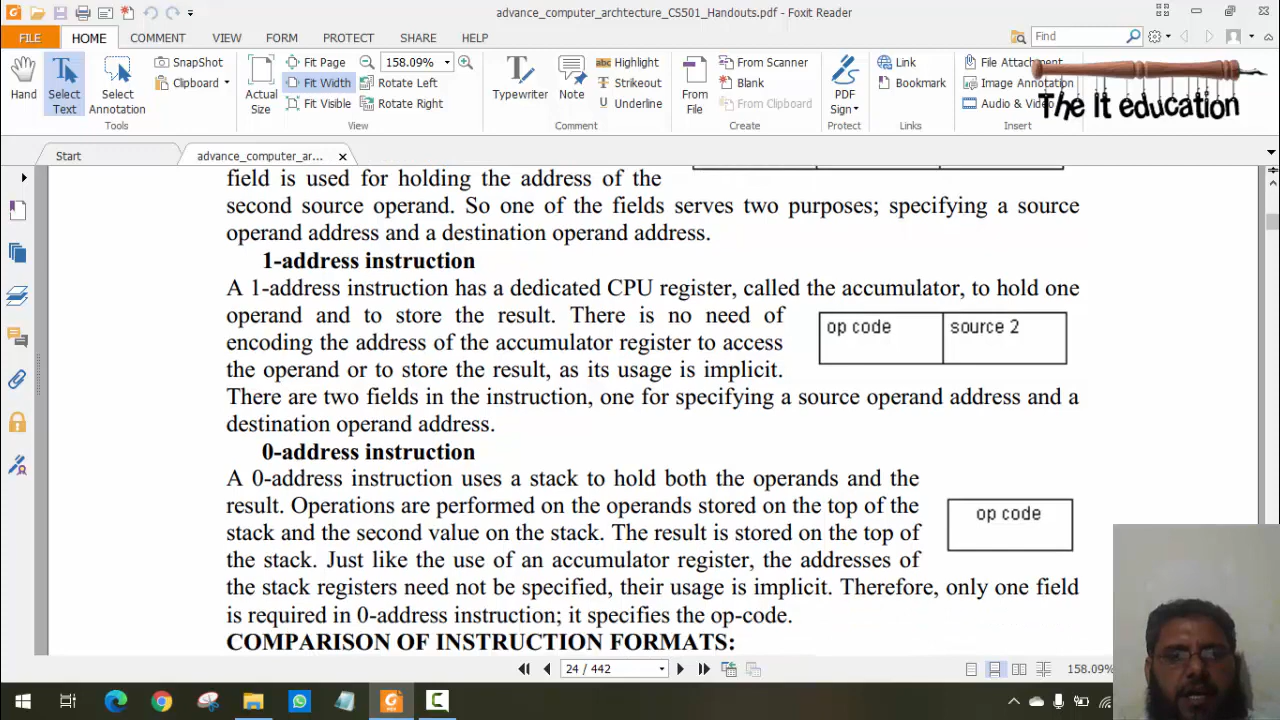 advance_computer_archtecture_CS501_Handouts.pdf - Foxit Reader
FILE HOME COMMENT VIEW FORM PROTECT SHARE HELP
Find
Hand
Select Text
Select Annotation
SnapShot
Clipboard
Tools
Actual Size
Fit Page
Fit Width
Fit Visible
158.09%
Rotate Left
Rotate Right
View
Typewriter
Note
Highlight
Strikeout
Underline
Comment
From File
From Scanner
Blank
From Clipboard
Create
PDF Sign
Protect
Link
Bookmark
Links
File Attachment
Image Annotation
Audio & Video
Insert
The It education
Start
advance_computer_ar...
field is used for holding the address of the
second source operand. So one of the fields serves two purposes; specifying a source
operand address and a destination operand address.
1-address instruction
A 1-address instruction has a dedicated CPU register, called the accumulator, to hold one
operand and to store the result. There is no need of
encoding the address of the accumulator register to access
the operand or to store the result, as its usage is implicit.
There are two fields in the instruction, one for specifying a source operand address and a
destination operand address.
op code source 2
0-address instruction
A 0-address instruction uses a stack to hold both the operands and the
result. Operations are performed on the operands stored on the top of the
stack and the second value on the stack. The result is stored on the top of
the stack. Just like the use of an accumulator register, the addresses of
the stack registers need not be specified, their usage is implicit. Therefore, only one field
is required in 0-address instruction; it specifies the op-code.
op code
COMPARISON OF INSTRUCTION FORMATS:
24 / 442
158.09%